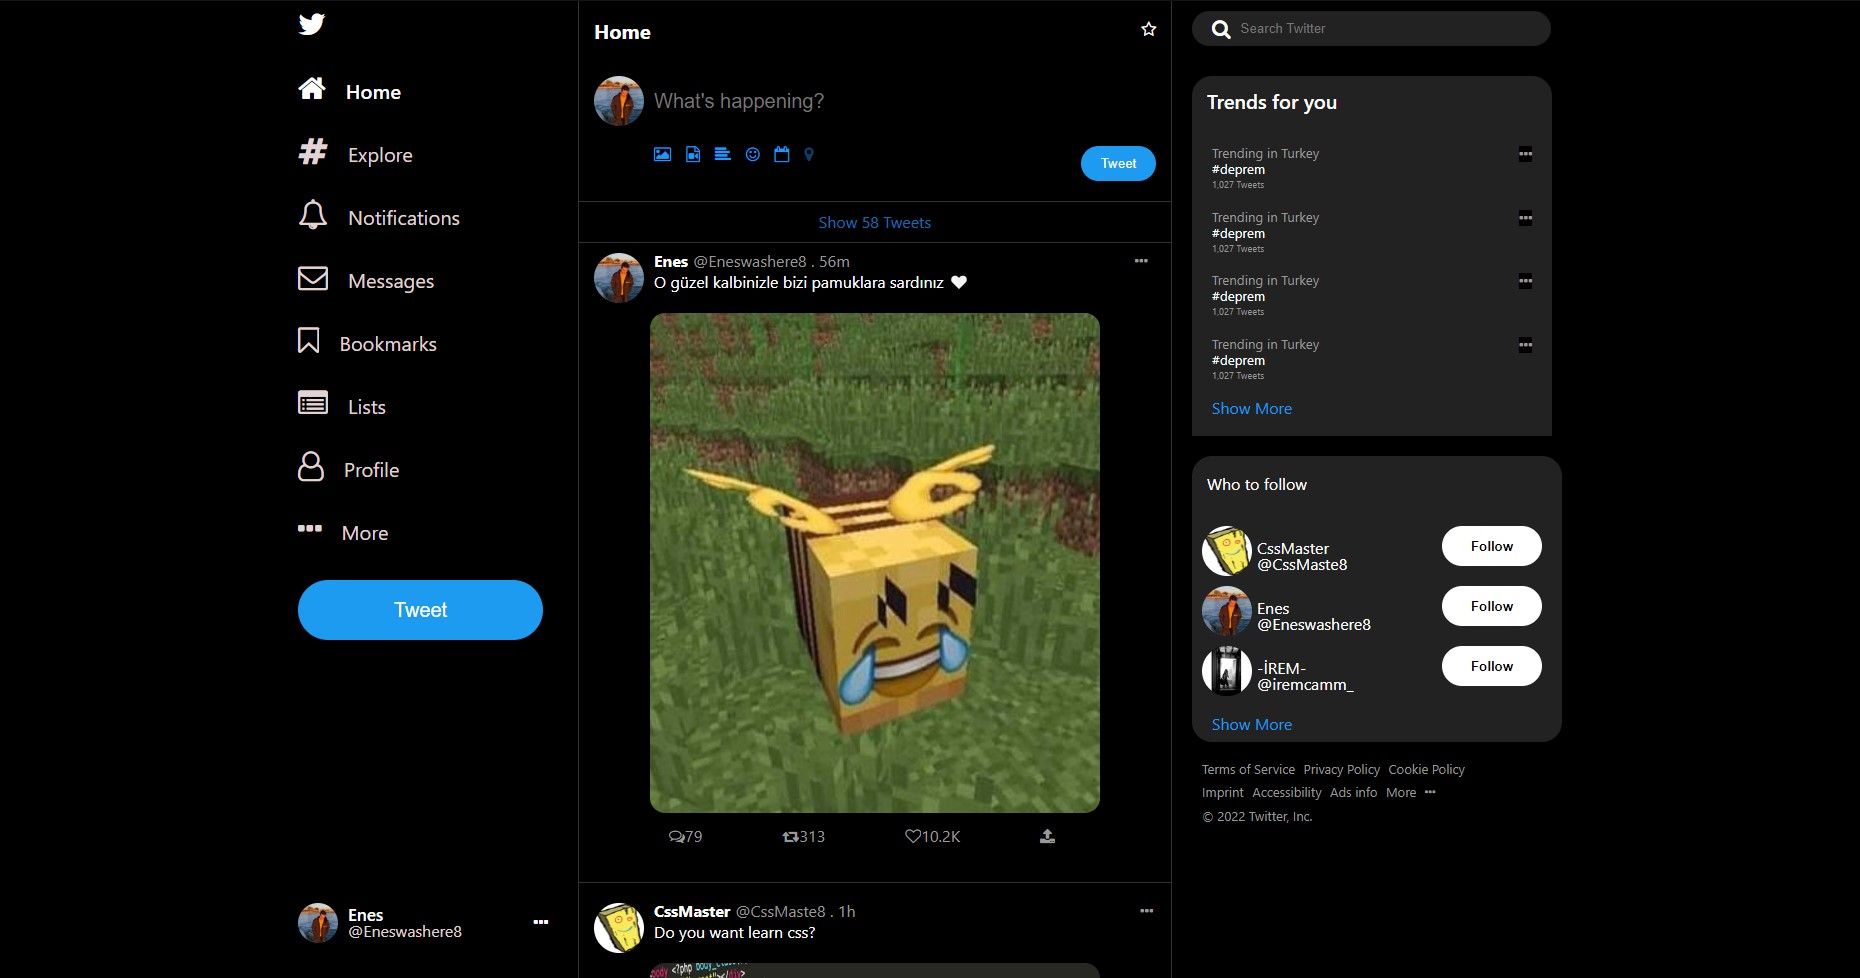 Home
Explore
Notifications
Messages
Bookmarks
Lists
Profile
More
Tweet
Enes
@Eneswashere8
Home
What's happening?
Tweet
Show 58 Tweets
Enes @Eneswashere8 . 56m
O güzel kalbinizle bizi pamuklara sardınız
79 313 10.2K
CssMaster @CssMaste8 . 1h
Do you want learn css?
body <?php body_class
></div>
Search Twitter
Trends for you
Trending in Turkey
#deprem
1,027 Tweets
Trending in Turkey
#deprem
1,027 Tweets
Trending in Turkey
#deprem
1,027 Tweets
Trending in Turkey
#deprem
1,027 Tweets
Show More
Who to follow
CssMaster
@CssMaste8
Follow
Enes
@Eneswashere8
Follow
-İREM-
@iremcamm_
Follow
Show More
Terms of Service Privacy Policy Cookie Policy
Imprint Accessibility Ads info More
© 2022 Twitter, Inc.